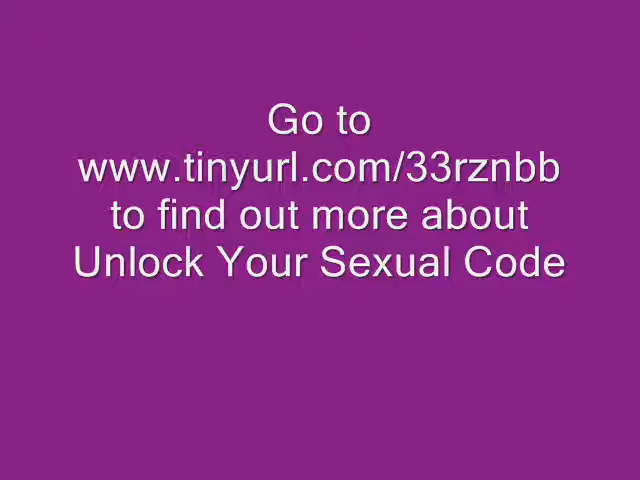 Go to
www.tinyurl.com/33rznbb
to find out more about
Unlock Your Sexual Code